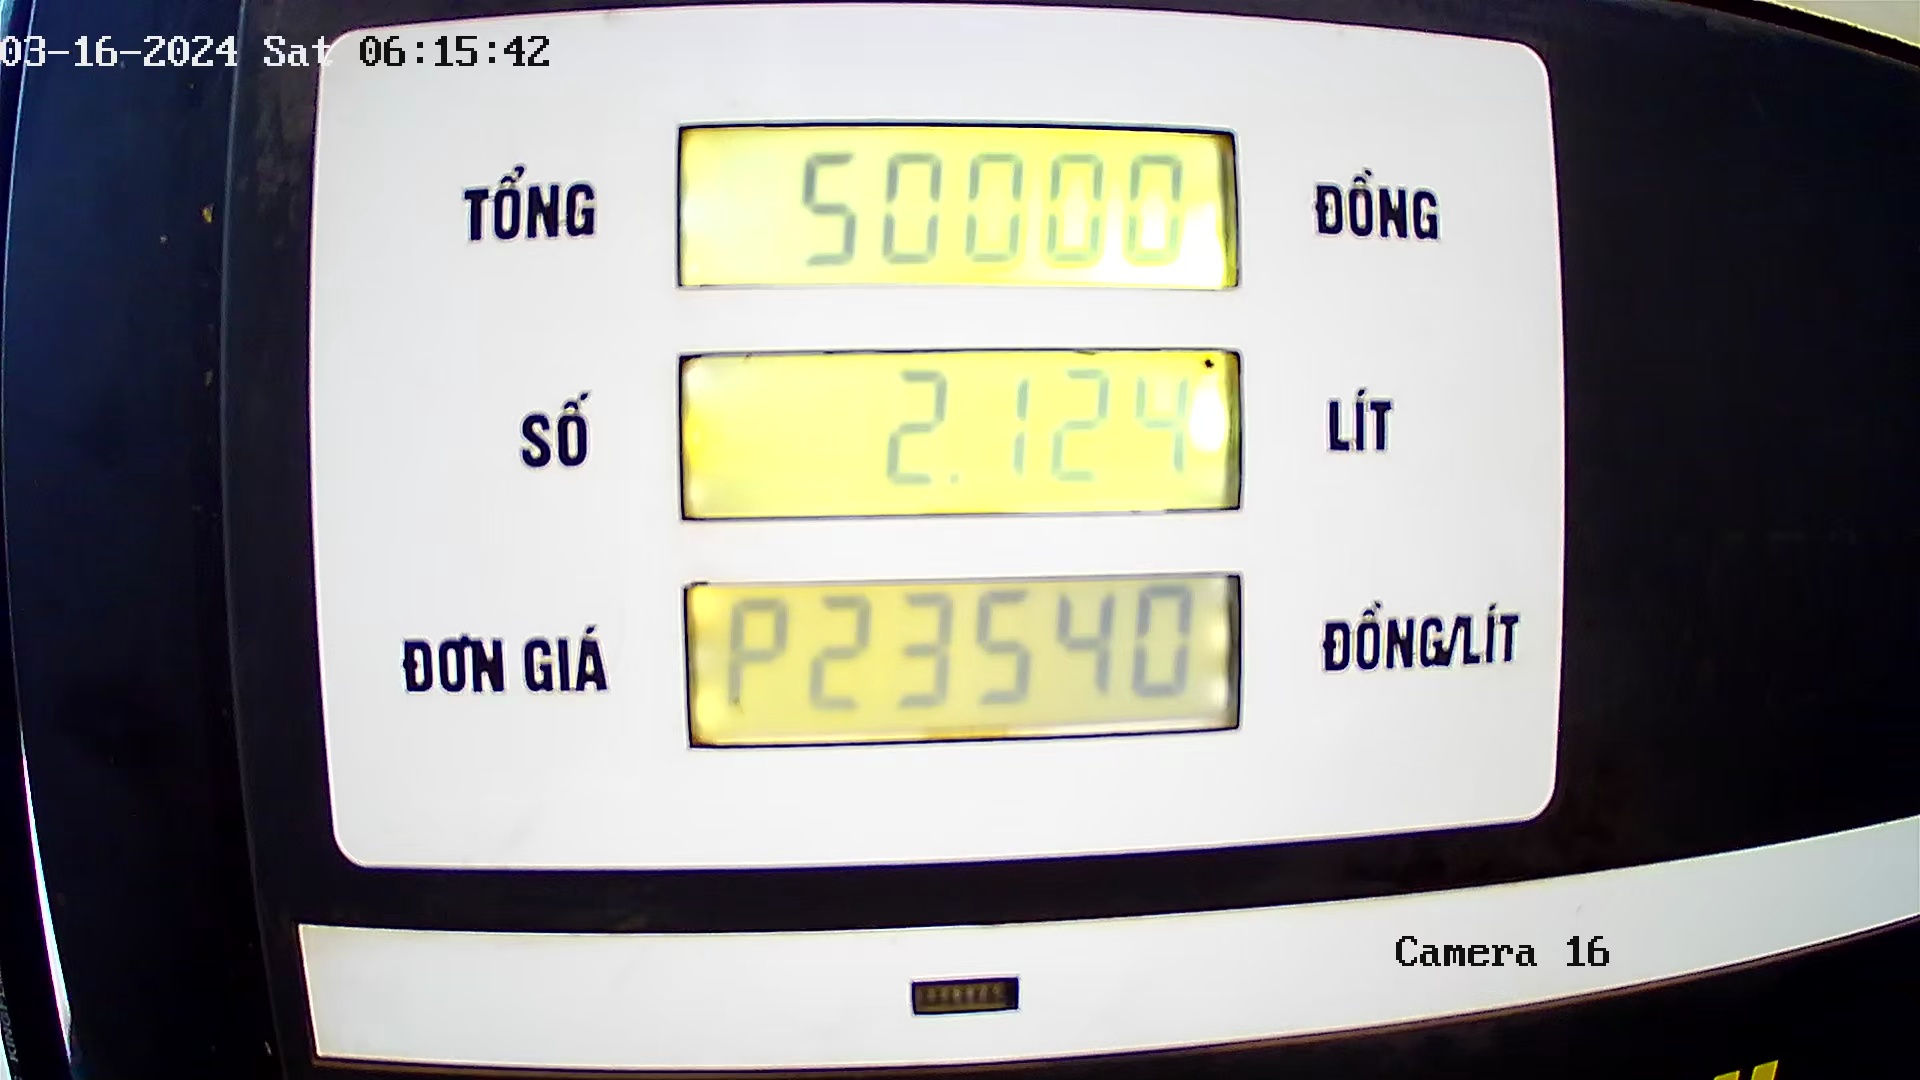 03-16-2024 Sat 06:15:42
TỔNG 50000 ĐỒNG
SỐ 2.124 LÍT
ĐƠN GIÁ P23540 ĐỒNG/LÍT
Camera 16